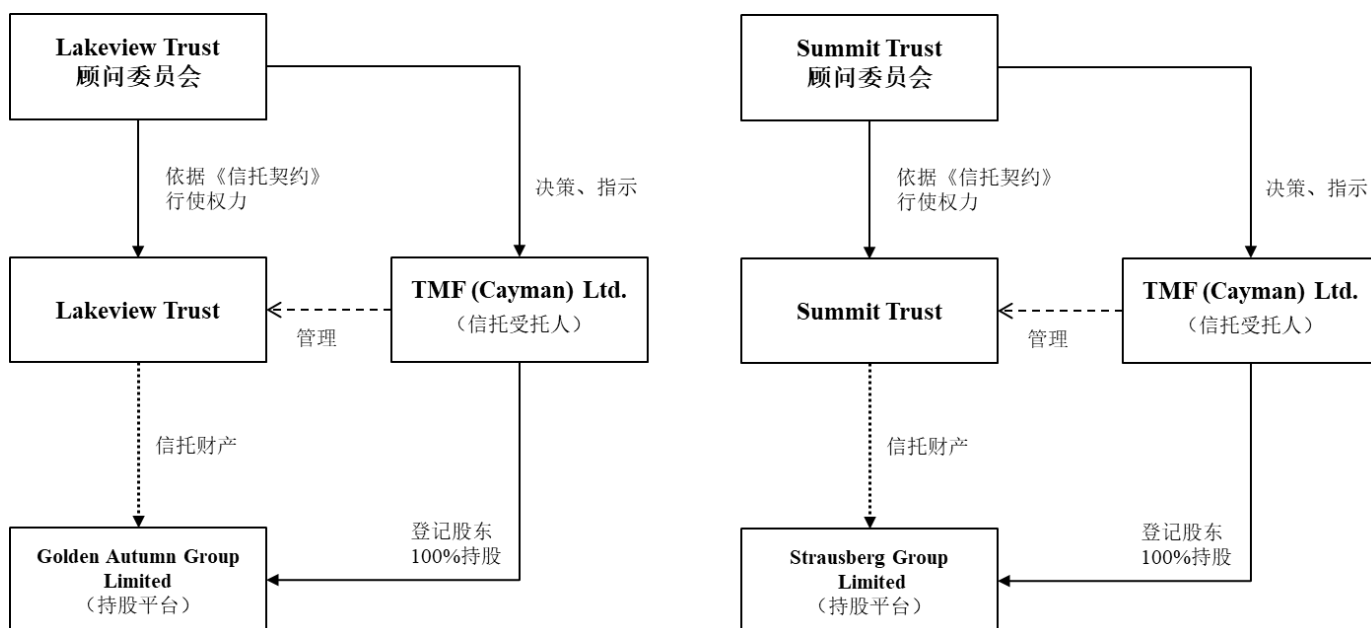 Lakeview Trust
顾问委员会
依据《信托契约》
行使权力
决策、指示
Lakeview Trust
TMF (Cayman) Ltd.
（信托受托人）
管理
信托财产
登记股东
100%持股
Golden Autumn Group
Limited
（持股平台）
Summit Trust
顾问委员会
依据《信托契约》
行使权力
决策、指示
Summit Trust
TMF (Cayman) Ltd.
（信托受托人）
管理
信托财产
登记股东
100%持股
Strausberg Group
Limited
（持股平台）